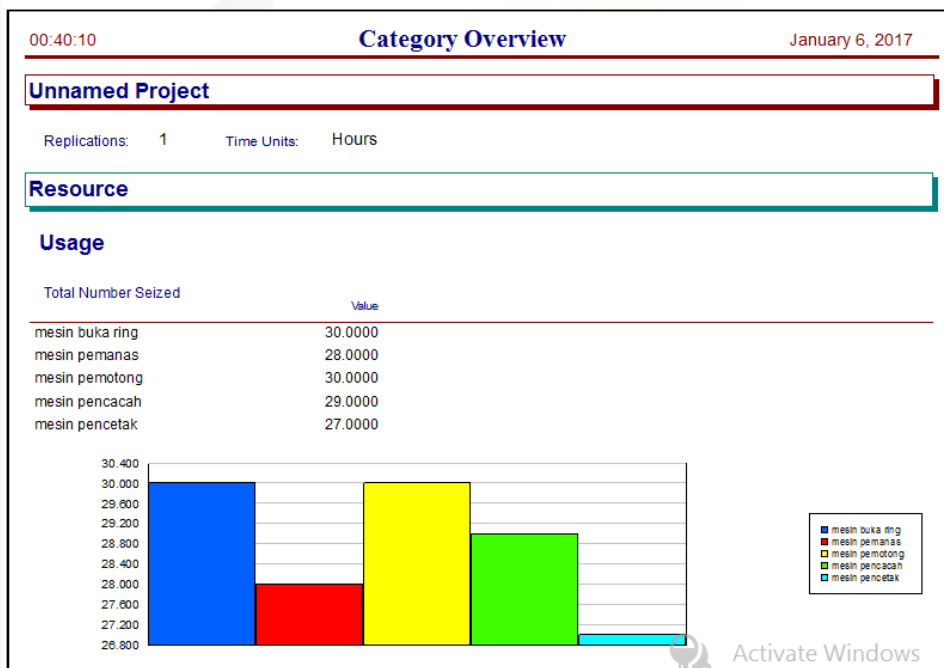 00:40:10 Category Overview January 6, 2017
Unnamed Project
Replications: 1 Time Units: Hours
Resource
Usage
Total Number Seized Value
mesin buka ring 30.0000
mesin pemanas 28.0000
mesin pemotong 30.0000
mesin pencacah 29.0000
mesin pencetak 27.0000
30.400
30.000
29.600
29.200
28.800
28.400
28.000
27.600
27.200
26.800
mesin buka ring
mesin pemanas
mesin pemotong
mesin pencacah
mesin pencetak
Activate Windows